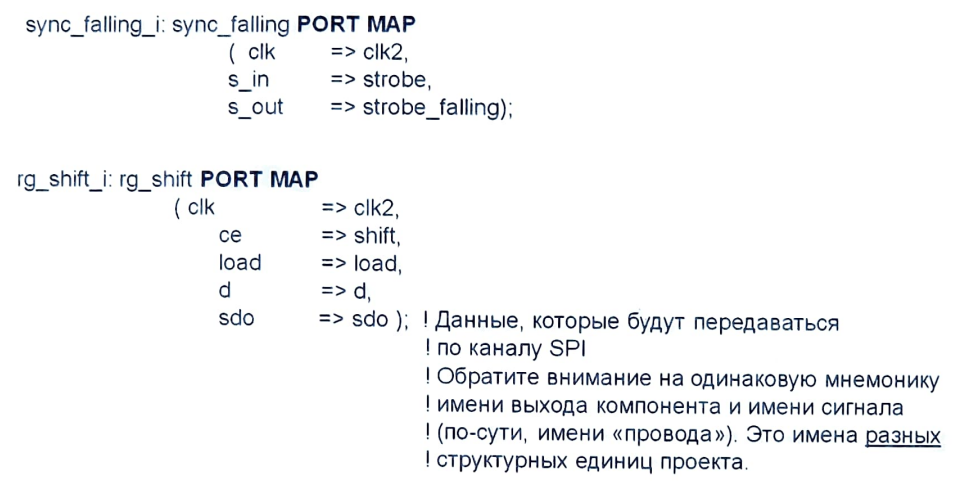 sync_falling_i: sync_falling PORT MAP
( clk => clk2,
s_in => strobe,
s_out => strobe_falling);
rg_shift_i: rg_shift PORT MAP
( clk => clk2,
ce => shift,
load => load,
d => d,
sdo => sdo ); ! Данные, которые будут передаваться
! по каналу SPI
! Обратите внимание на одинаковую мнемонику
! имени выхода компонента и имени сигнала
! (по-сути, имени «провода»). Это имена разных
! структурных единиц проекта.